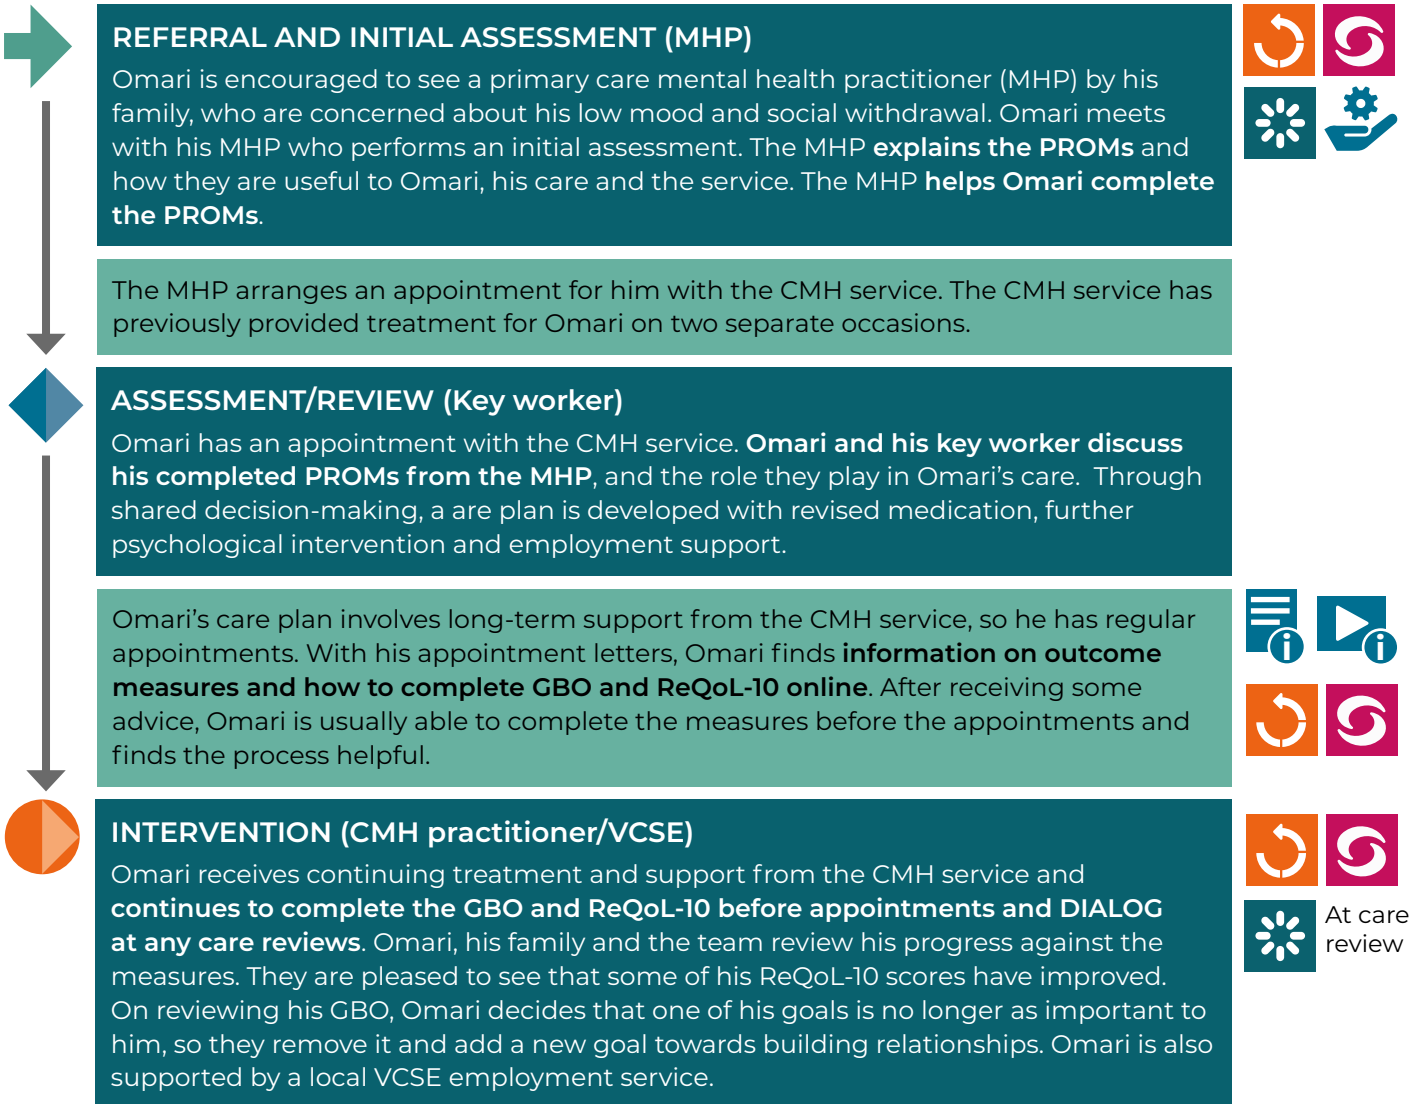 REFERRAL AND INITIAL ASSESSMENT (MHP)
Omari is encouraged to see a primary care mental health practitioner (MHP) by his
family, who are concerned about his low mood and social withdrawal. Omari meets
with his MHP who performs an initial assessment. The MHP explains the PROMs and
how they are useful to Omari, his care and the service. The MHP helps Omari complete
the PROMs.
The MHP arranges an appointment for him with the CMH service. The CMH service has
previously provided treatment for Omari on two separate occasions.
ASSESSMENT/REVIEW (Key worker)
Omari has an appointment with the CMH service. Omari and his key worker discuss
his completed PROMs from the MHP, and the role they play in Omari’s care.  Through
shared decision-making, a are plan is developed with revised medication, further
psychological intervention and employment support.
Omari’s care plan involves long-term support from the CMH service, so he has regular
appointments. With his appointment letters, Omari finds information on outcome
measures and how to complete GBO and ReQoL-10 online. After receiving some
advice, Omari is usually able to complete the measures before the appointments and
finds the process helpful.
INTERVENTION (CMH practitioner/VCSE)
Omari receives continuing treatment and support from the CMH service and
continues to complete the GBO and ReQoL-10 before appointments and DIALOG
at any care reviews. Omari, his family and the team review his progress against the
measures. They are pleased to see that some of his ReQoL-10 scores have improved.
On reviewing his GBO, Omari decides that one of his goals is no longer as important to
him, so they remove it and add a new goal towards building relationships. Omari is also
supported by a local VCSE employment service.
At care
review